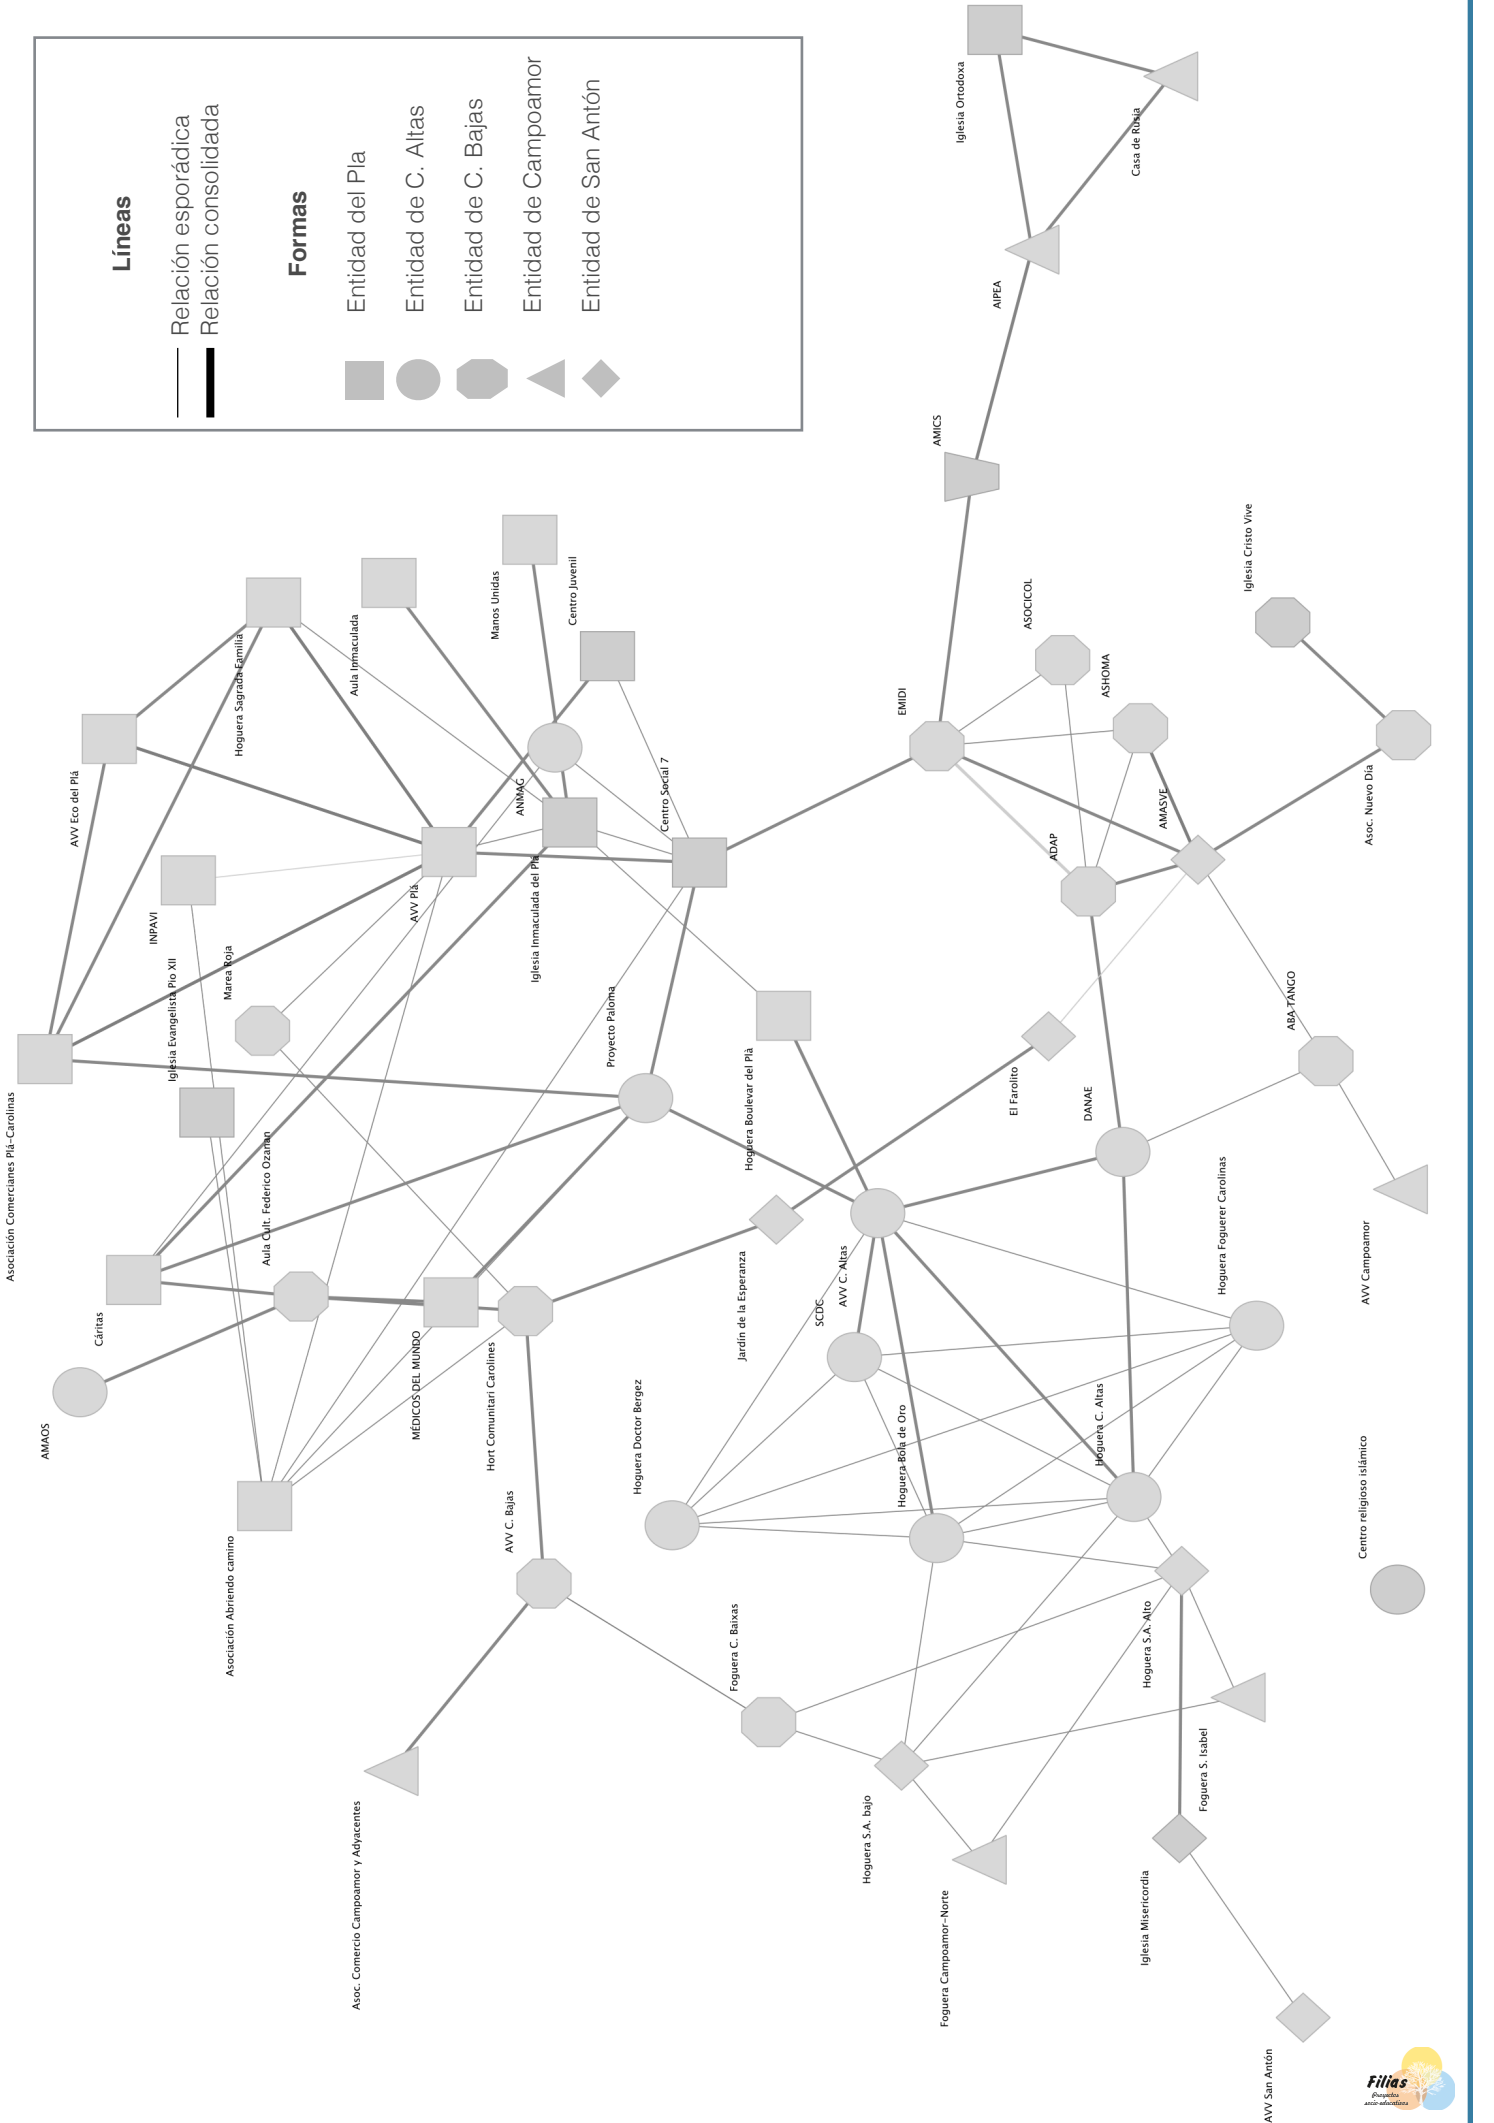 Líneas
Relación esporádica
Relación consolidada
Formas
Entidad del Pla
Entidad de C. Altas
Entidad de C. Bajas
Entidad de Campoamor
Entidad de San Antón
Iglesia Ortodoxa
Casa de Rusia
AIPEA
AMICS
Iglesia Cristo Vive
Manos Unidas
Centro Juvenil
Aula Inmaculada
Hoguera Sagrada Familia
ASOCICOL
ASHOMA
EMIDI
AVV Eco del Plá
ANMAG
Centro Social 7
AMASVE
ADAP
Asoc. Nuevo Día
INPAVI
AVV Plá
Iglesia Inmaculada del Pla
Marea Roja
Iglesia Evangelista Pio XII
Proyecto Paloma
ABA-TANGO
Hoguera Boulevar del Plà
El Farolito
DANAE
Asociación Comercianes Plá-Carolinas
Aula Cult. Federico Ozanan
Cáritas
Jardín de la Esperanza
SCDC
AVV C. Altas
Hoguera Foguerer Carolinas
AVV Campoamor
AMAOS
MÉDICOS DEL MUNDO
Hort Comunitari Carolines
Hoguera Doctor Bergez
Hoguera Bola de Oro
Hoguera C. Altas
Centro religioso islámico
Asociación Abriendo camino
AVV C. Bajas
Foguera C. Baixas
Hoguera S.A. Alto
Foguera S. Isabel
Asoc. Comercio Campoamor y Adyacentes
Hoguera S.A. bajo
Foguera Campoamor-Norte
Iglesia Misericordia
AVV San Antón
Filias
Proyectos
socio-educativos